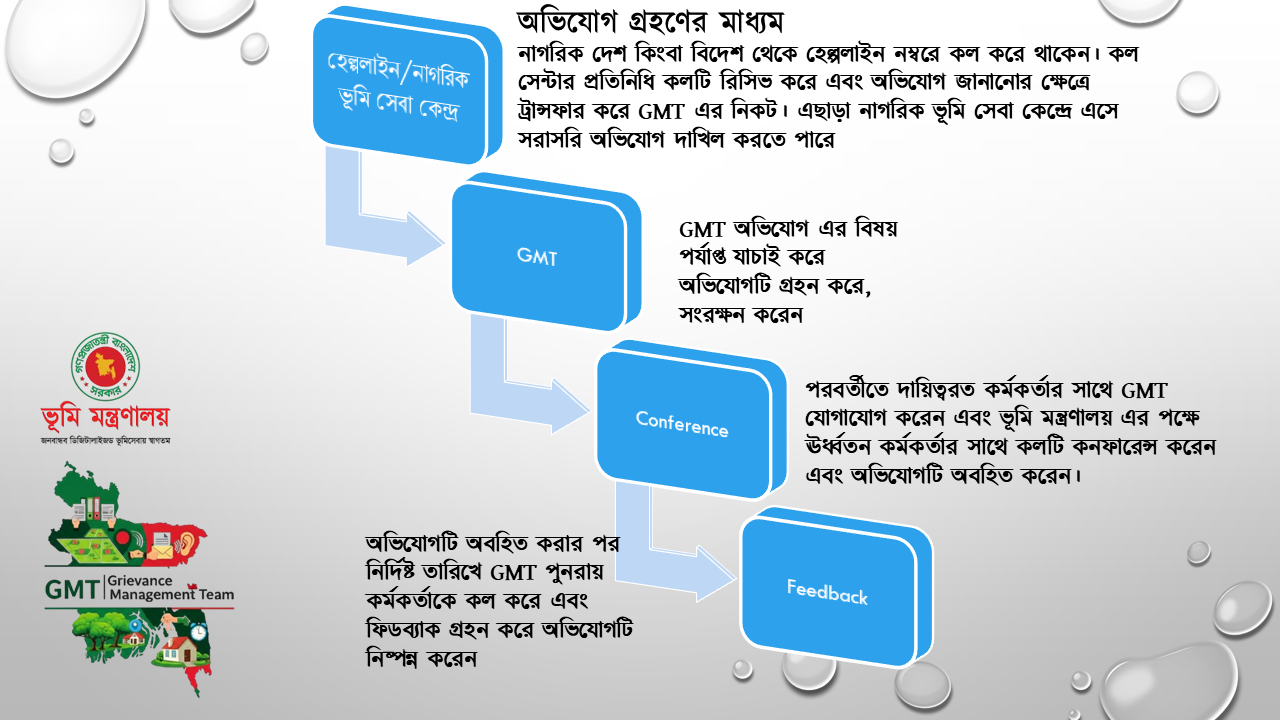 অভিযোগ গ্রহণের মাধ্যম
নাগরিক দেশ কিংবা বিদেশ থেকে হেল্পলাইন নম্বরে কল করে থাকেন। কল
সেন্টার প্রতিনিধি কলটি রিসিভ করে এবং অভিযোগ জানানোর ক্ষেত্রে
ট্রান্সফার করে GMT এর নিকট। এছাড়া নাগরিক ভূমি সেবা কেন্দ্রে এসে
সরাসরি অভিযোগ দাখিল করতে পারে
হেল্পলাইন/নাগরিক
ভূমি সেবা কেন্দ্র
GMT
GMT অভিযোগ এর বিষয়
পর্যাপ্ত যাচাই করে
অভিযোগটি গ্রহন করে,
সংরক্ষন করেন
Conference
পরবর্তীতে দায়িত্বরত কর্মকর্তার সাথে GMT
যোগাযোগ করেন এবং ভূমি মন্ত্রণালয় এর পক্ষে
ঊর্ধ্বতন কর্মকর্তার সাথে কলটি কনফারেন্স করেন
এবং অভিযোগটি অবহিত করেন।
Feedback
অভিযোগটি অবহিত করার পর
নির্দিষ্ট তারিখে GMT পুনরায়
কর্মকর্তাকে কল করে এবং
ফিডব্যাক গ্রহন করে অভিযোগটি
নিষ্পন্ন করেন
গণপ্রজাতন্ত্রী বাংলাদেশ
সরকার
ভূমি মন্ত্রণালয়
জনবান্ধব ডিজিটালাইজড ভূমিসেবায় স্বাগতম
GMT
Grievance
Management Team